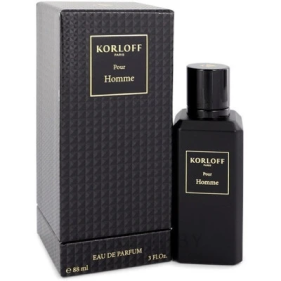 KORLOFF
PARIS
Pour
Homme
EAU DE PARFUM
℮ 88 ml
3 FL.Oz.
KORLOFF
PARIS
Pour
Homme